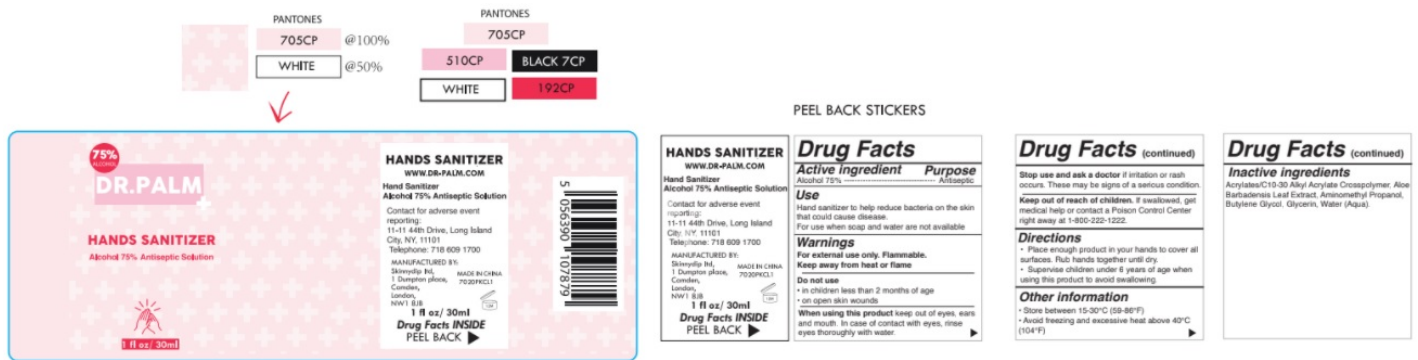 PANTONES
705CP @100%
WHITE @50%
PANTONES
705CP
510CP BLACK 7CP
WHITE 192CP
75%
ALCOHOL
DR.PALM
HANDS SANITIZER
Alcohol 75% Antiseptic Solution
1 fl oz/ 30ml
HANDS SANITIZER
WWW.DR-PALM.COM
Hand Sanitizer
Alcohol 75% Antiseptic Solution
Contact for adverse event
reporting:
11-11 44th Drive, Long Island
City, NY, 11101
Telephone: 718 609 1700
MANUFACTURED BY:
Skinnydip ltd,
1 Dumpton place,
Camden,
London,
NW1 8JB
MADE IN CHINA
7020PKCL1
12M
1 fl oz/ 30ml
Drug Facts INSIDE
PEEL BACK
5 056390 107879
PEEL BACK STICKERS
HANDS SANITIZER
WWW.DR-PALM.COM
Hand Sanitizer
Alcohol 75% Antiseptic Solution
Contact for adverse event
reporting:
11-11 44th Drive, Long Island
City, NY, 11101
Telephone: 718 609 1700
MANUFACTURED BY:
Skinnydip ltd,
1 Dumpton place,
Camden,
London,
NW1 8JB
MADE IN CHINA
7020PKCL1
12M
1 fl oz/ 30ml
Drug Facts INSIDE
PEEL BACK
Drug Facts
Active ingredient Purpose
Alcohol 75% Antiseptic
Use
Hand sanitizer to help reduce bacteria on the skin
that could cause disease.
For use when soap and water are not available
Warnings
For external use only. Flammable.
Keep away from heat or flame
Do not use
• in children less than 2 months of age
• on open skin wounds
When using this product keep out of eyes, ears
and mouth. In case of contact with eyes, rinse
eyes thoroughly with water.
Drug Facts (continued)
Stop use and ask a doctor if irritation or rash
occurs. These may be signs of a serious condition.
Keep out of reach of children. If swallowed, get
medical help or contact a Poison Control Center
right away at 1-800-222-1222.
Directions
• Place enough product in your hands to cover all
surfaces. Rub hands together until dry.
• Supervise children under 6 years of age when
using this product to avoid swallowing.
Other information
• Store between 15-30°C (59-86°F)
• Avoid freezing and excessive heat above 40°C
(104°F)
Drug Facts (continued)
Inactive ingredients
Acrylates/C10-30 Alkyl Acrylate Crosspolymer, Aloe
Barbadensis Leaf Extract, Aminomethyl Propanol,
Butylene Glycol, Glycerin, Water (Aqua).